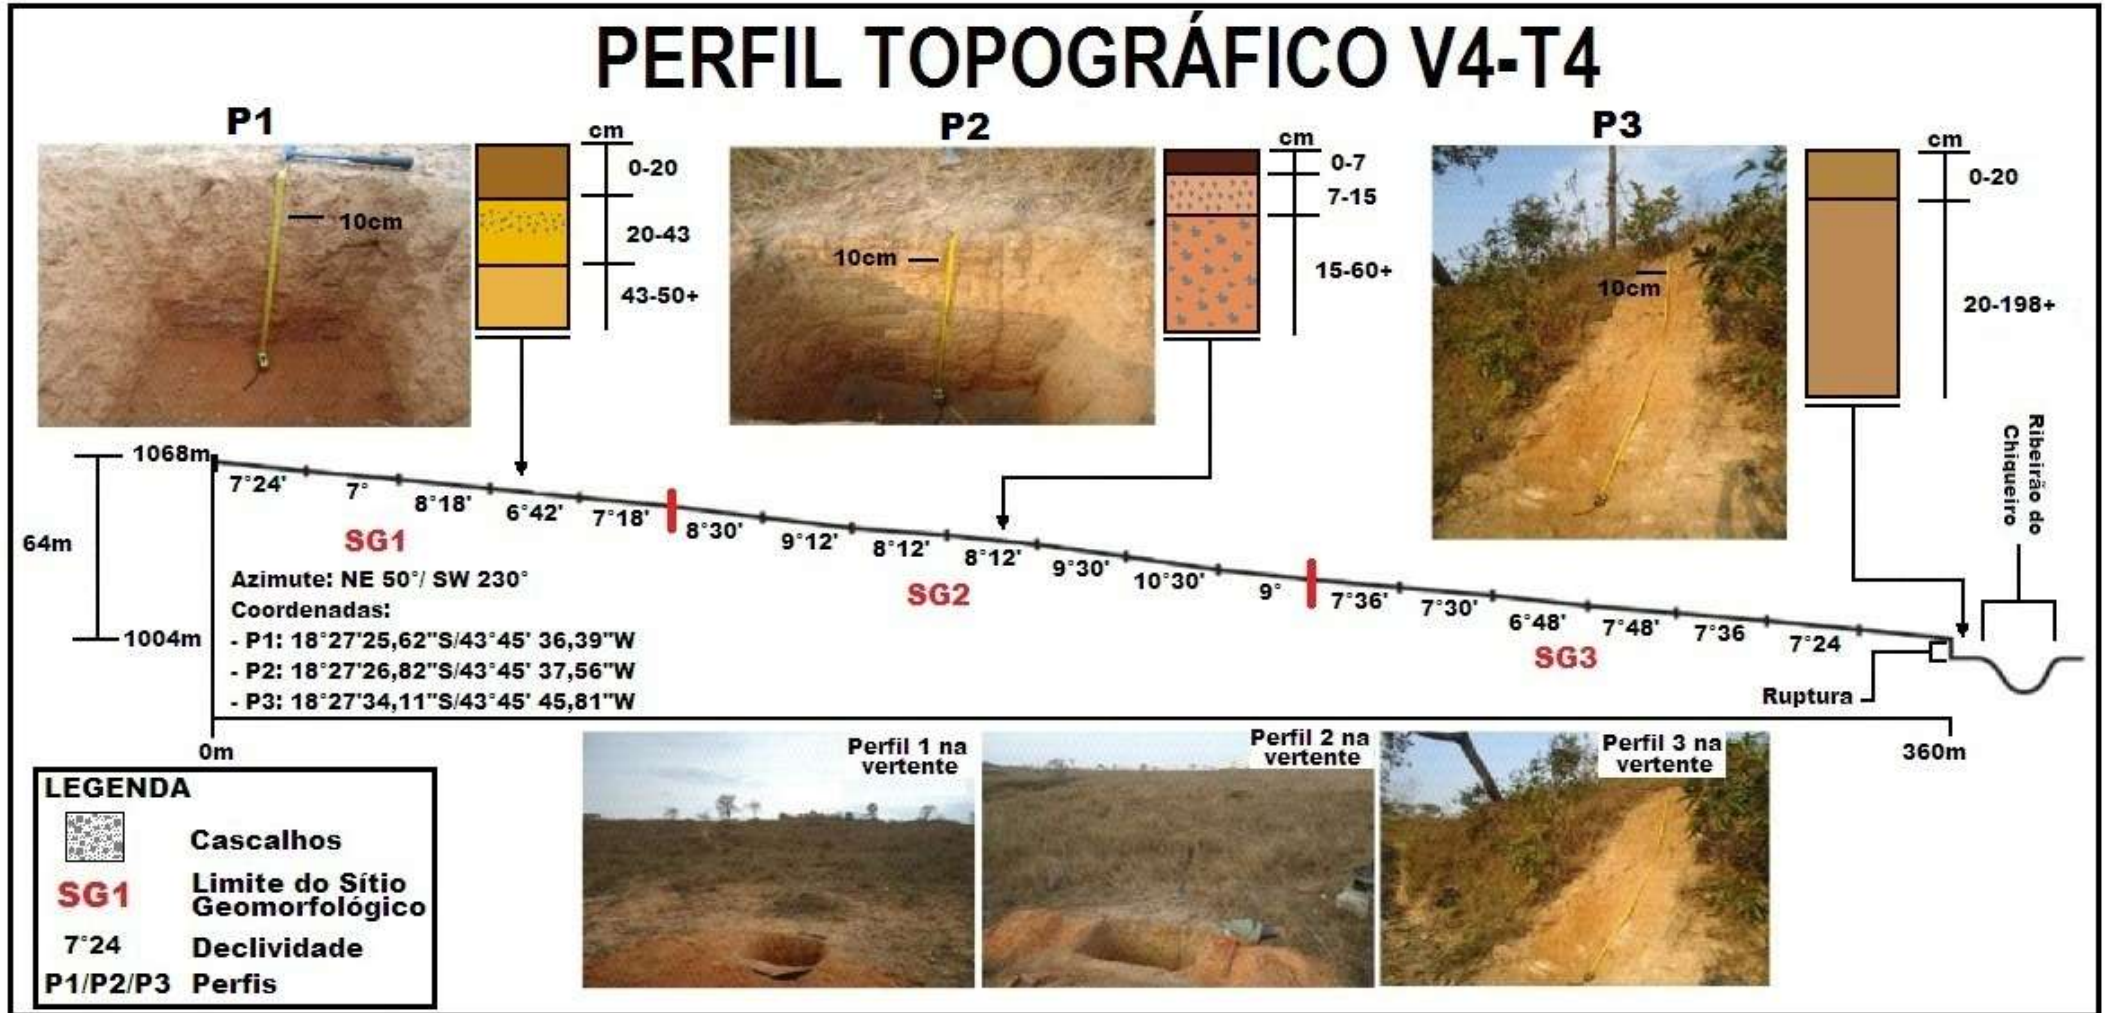 PERFIL TOPOGRÁFICO V4-T4
P1
cm
0-20
20-43
43-50+
10cm
P2
cm
0-7
7-15
15-60+
10cm
P3
cm
0-20
20-198+
10cm
Ribeirão do
Chiqueiro
1068m
64m
1004m
7°24'
7°
8°18'
6°42'
7°18'
8°30'
9°12'
8°12'
8°12'
9°30'
10°30'
9°
7°36'
7°30'
6°48'
7°48'
7°36
7°24
SG1
SG2
SG3
Azimute: NE 50°/ SW 230°
Coordenadas:
- P1: 18°27'25,62"S/43°45' 36,39"W
- P2: 18°27'26,82"S/43°45' 37,56"W
- P3: 18°27'34,11"S/43°45' 45,81"W
Ruptura
0m
360m
Perfil 1 na
vertente
Perfil 2 na
vertente
Perfil 3 na
vertente
LEGENDA
Cascalhos
SG1 Limite do Sítio
Geomorfológico
7°24 Declividade
P1/P2/P3 Perfis